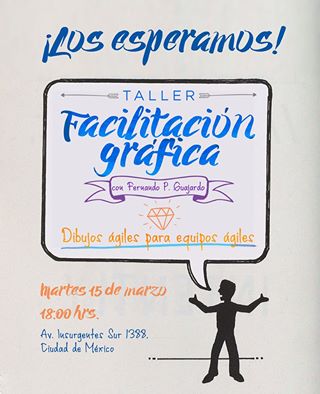 ¡Los esperamos!
TALLER
Facilitación
gráfica
con Fernando P. Guajardo
Dibujos ágiles para equipos ágiles
Martes 15 de marzo
18:00 hrs.
Av. Insurgentes Sur 1388,
Ciudad de México